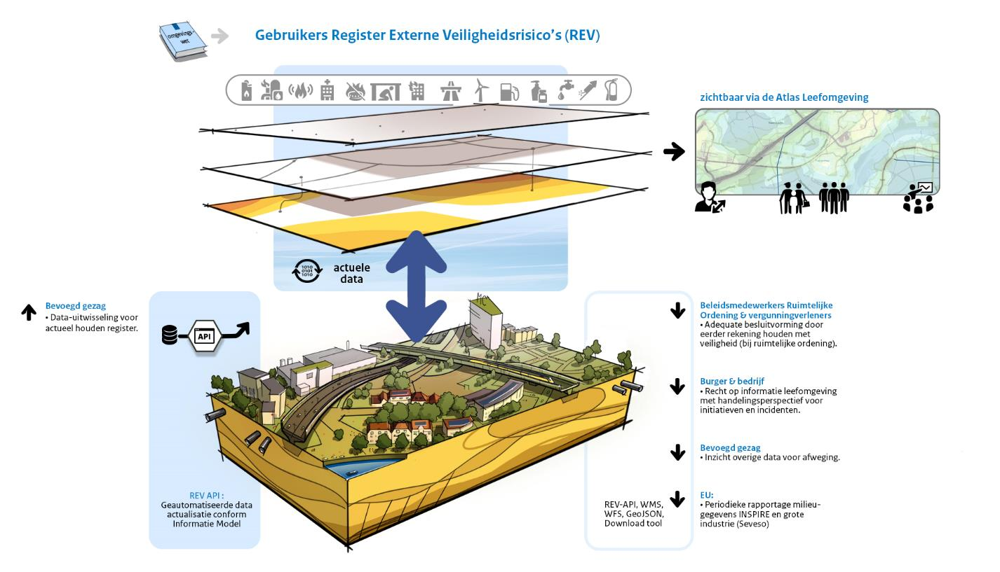 omgevings-
wet
Gebruikers Register Externe Veiligheidsrisico's (REV)
zichtbaar via de Atlas Leefomgeving
1010
0101
1010
actuele
data
Bevoegd gezag
• Data-uitwisseling voor
actueel houden register.
API
REV API :
Geautomatiseerde data
actualisatie conform
Informatie Model
Beleidsmedewerkers Ruimtelijke
Ordening & vergunningverleners
• Adequate besluitvorming door
eerder rekening houden met
veiligheid (bij ruimtelijke ordening).
Burger & bedrijf
• Recht op informatie leefomgeving
met handelingsperspectief voor
initiatieven en incidenten.
Bevoegd gezag
• Inzicht overige data voor afweging.
REV-API, WMS,
WFS, GeoJSON,
Download tool
EU:
• Periodieke rapportage milieu-
gegevens INSPIRE en grote
industrie (Seveso)